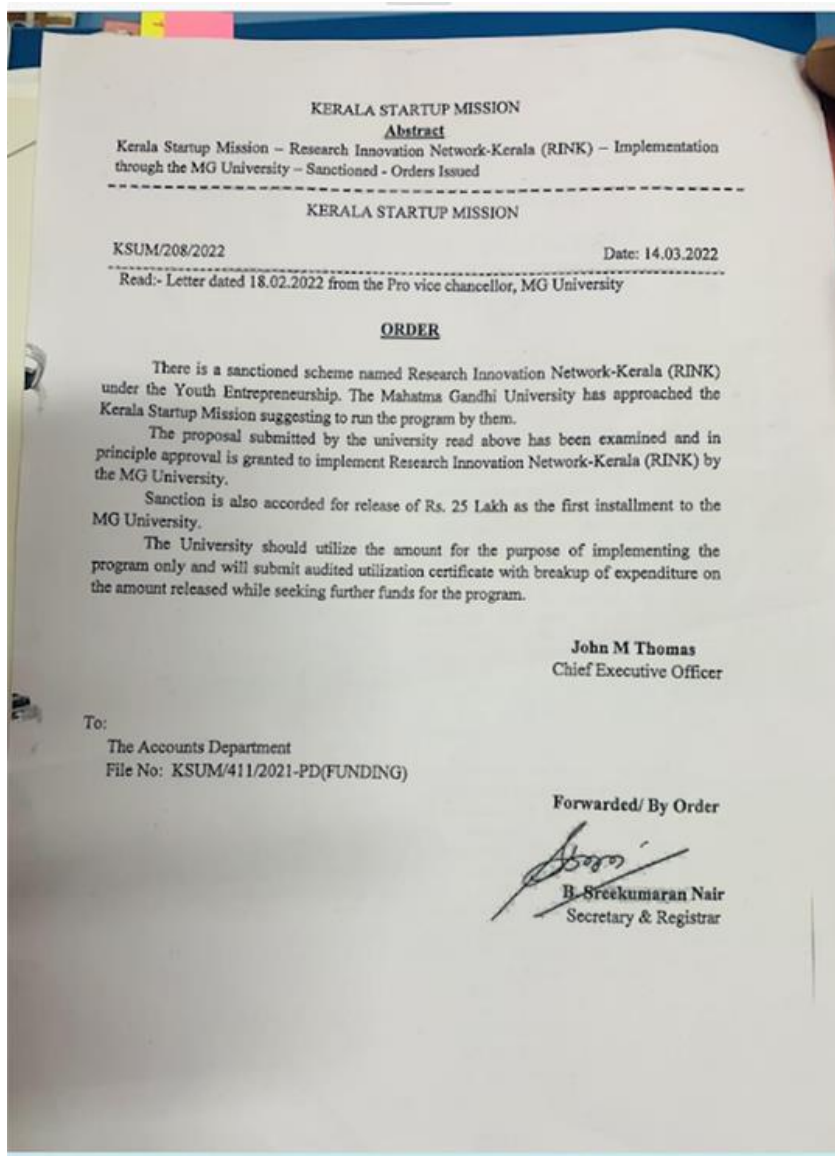 KERALA STARTUP MISSION
Abstract
Kerala Startup Mission – Research Innovation Network-Kerala (RINK) – Implementation
through the MG University – Sanctioned - Orders Issued
KERALA STARTUP MISSION
KSUM/208/2022 Date: 14.03.2022
Read:- Letter dated 18.02.2022 from the Pro vice chancellor, MG University
ORDER
There is a sanctioned scheme named Research Innovation Network-Kerala (RINK)
under the Youth Entrepreneurship. The Mahatma Gandhi University has approached the
Kerala Startup Mission suggesting to run the program by them.
The proposal submitted by the university read above has been examined and in
principle approval is granted to implement Research Innovation Network-Kerala (RINK) by
the MG University.
Sanction is also accorded for release of Rs. 25 Lakh as the first installment to the
MG University.
The University should utilize the amount for the purpose of implementing the
program only and will submit audited utilization certificate with breakup of expenditure on
the amount released while seeking further funds for the program.
John M Thomas
Chief Executive Officer
To:
The Accounts Department
File No: KSUM/411/2021-PD(FUNDING)
Forwarded/ By Order
B. Sreekumaran Nair
Secretary & Registrar